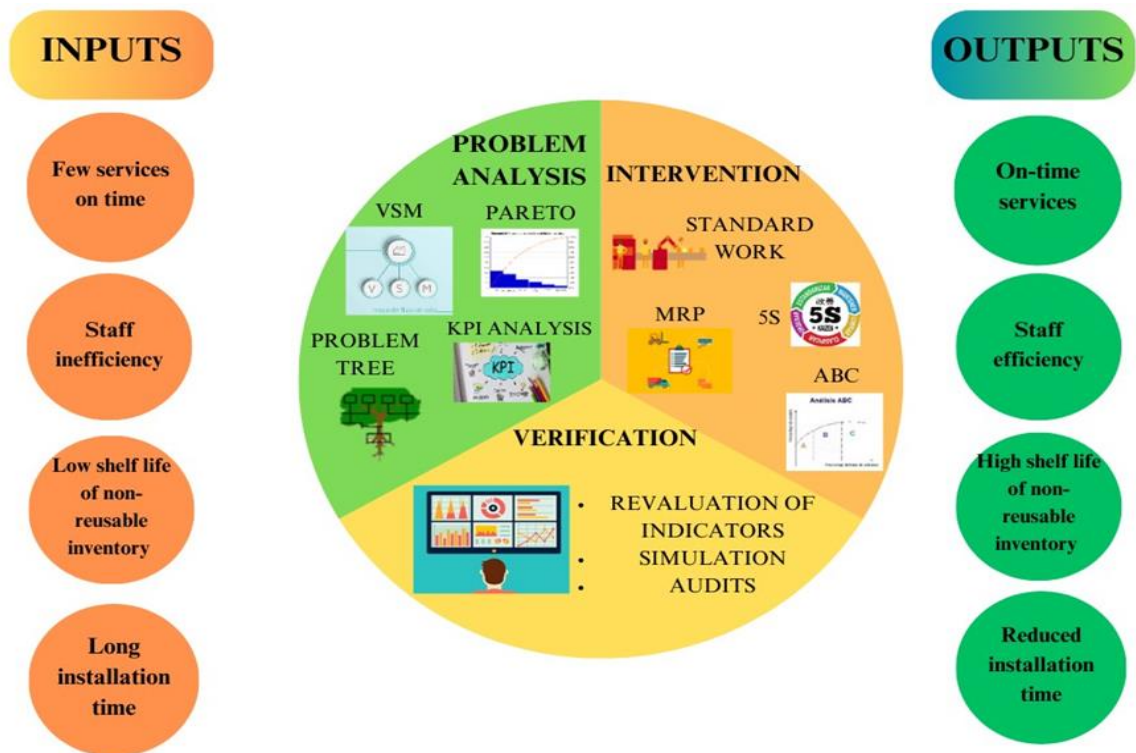 INPUTS
Few services
on time
Staff
inefficiency
Low shelf life
of non-
reusable
inventory
Long
installation
time
PROBLEM
ANALYSIS
VSM
PARETO
V S M
PROBLEM
TREE
KPI ANALYSIS
KPI
INTERVENTION
STANDARD
WORK
MRP
5S
改善
5S
KAIZEN
ABC
Análisis ABC
A
B
C
VERIFICATION
• REVALUATION OF
INDICATORS
• SIMULATION
• AUDITS
OUTPUTS
On-time
services
Staff
efficiency
High shelf life
of non-
reusable
inventory
Reduced
installation
time